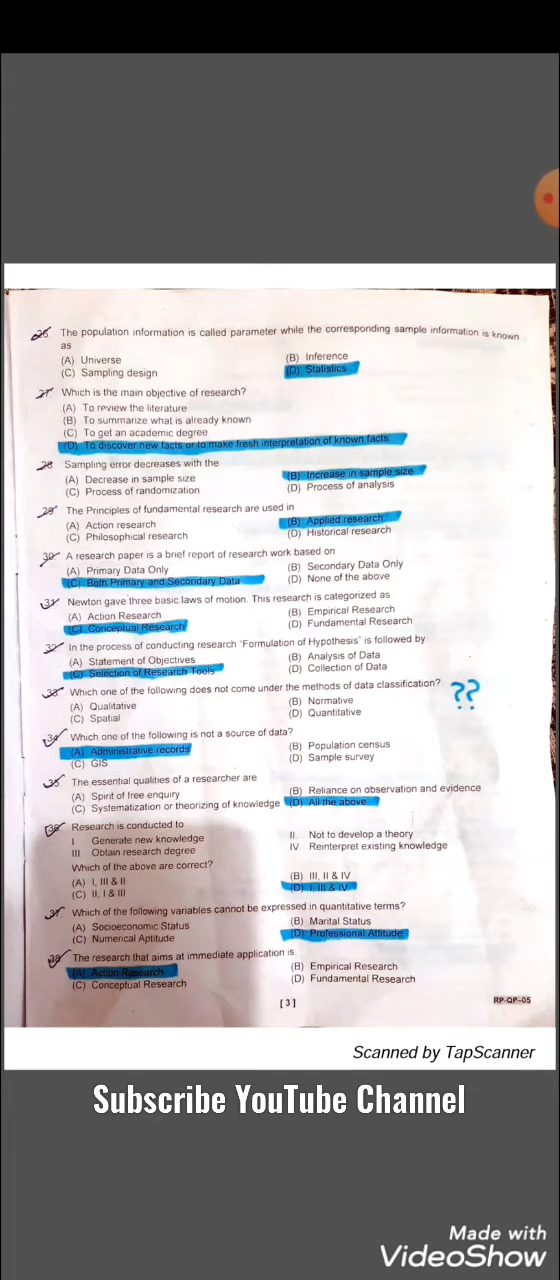 26. The population information is called parameter while the corresponding sample information is known
as
(A) Universe (B) Inference
(C) Sampling design (D) Statistics
27. Which is the main objective of research?
(A) To review the literature
(B) To summarize what is already known
(C) To get an academic degree
(D) To discover new facts or to make fresh interpretation of known facts
28. Sampling error decreases with the
(A) Decrease in sample size (B) Increase in sample size
(C) Process of randomization (D) Process of analysis
29. The Principles of fundamental research are used in
(A) Action research (B) Applied research
(C) Philosophical research (D) Historical research
30. A research paper is a brief report of research work based on
(A) Primary Data Only (B) Secondary Data Only
(C) Both Primary and Secondary Data (D) None of the above
31. Newton gave three basic laws of motion. This research is categorized as
(A) Action Research (B) Empirical Research
(C) Conceptual Research (D) Fundamental Research
32. In the process of conducting research "Formulation of Hypothesis" is followed by
(A) Statement of Objectives (B) Analysis of Data
(C) Selection of Research Tools (D) Collection of Data
33. Which one of the following does not come under the methods of data classification? ??
(A) Qualitative (B) Normative
(C) Spatial (D) Quantitative
34. Which one of the following is not a source of data?
(A) Administrative records (B) Population census
(C) GIS (D) Sample survey
35. The essential qualities of a researcher are
(A) Spirit of free enquiry (B) Reliance on observation and evidence
(C) Systematization or theorizing of knowledge (D) All the above
36. Research is conducted to
I Generate new knowledge II. Not to develop a theory
III. Obtain research degree IV. Reinterpret existing knowledge
Which of the above are correct?
(A) I, III & II (B) III, II & IV
(C) II, I & III (D) I, III & IV
37. Which of the following variables cannot be expressed in quantitative terms?
(A) Socioeconomic Status (B) Marital Status
(C) Numerical Aptitude (D) Professional Attitude
38. The research that aims at immediate application is
(A) Action Research (B) Empirical Research
(C) Conceptual Research (D) Fundamental Research
[3] RP-QP-05
Scanned by TapScanner
Subscribe YouTube Channel
Made with
VideoShow